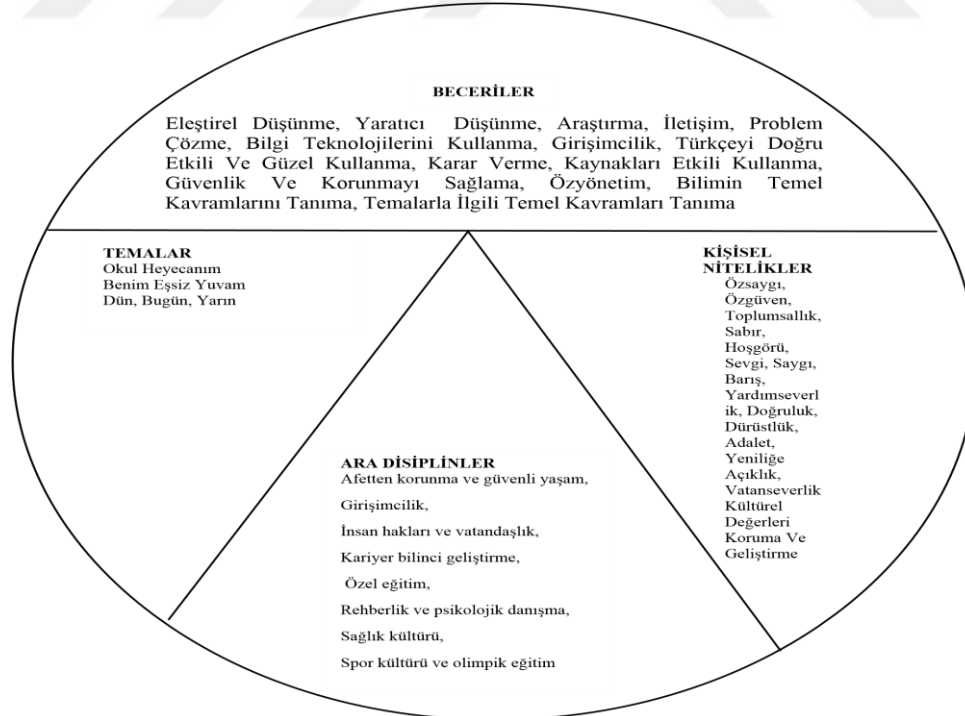 BECERİLER
Eleştirel Düşünme, Yaratıcı Düşünme, Araştırma, İletişim, Problem
Çözme, Bilgi Teknolojilerini Kullanma, Girişimcilik, Türkçeyi Doğru
Etkili Ve Güzel Kullanma, Karar Verme, Kaynakları Etkili Kullanma,
Güvenlik Ve Korunmayı Sağlama, Özyönetim, Bilimin Temel
Kavramlarını Tanıma, Temalarla İlgili Temel Kavramları Tanıma
TEMALAR
Okul Heyecanım
Benim Eşsiz Yuvam
Dün, Bugün, Yarın
ARA DİSİPLİNLER
Afetten korunma ve güvenli yaşam,
Girişimcilik,
İnsan hakları ve vatandaşlık,
Kariyer bilinci geliştirme,
Özel eğitim,
Rehberlik ve psikolojik danışma,
Sağlık kültürü,
Spor kültürü ve olimpik eğitim
KİŞİSEL
NİTELİKLER
Özsaygı,
Özgüven,
Toplumsallık,
Sabır,
Hoşgörü,
Sevgi, Saygı,
Barış,
Yardımseverl
ik, Doğruluk,
Dürüstlük,
Adalet,
Yeniliğe
Açıklık,
Vatanseverlik
Kültürel
Değerleri
Koruma Ve
Geliştirme